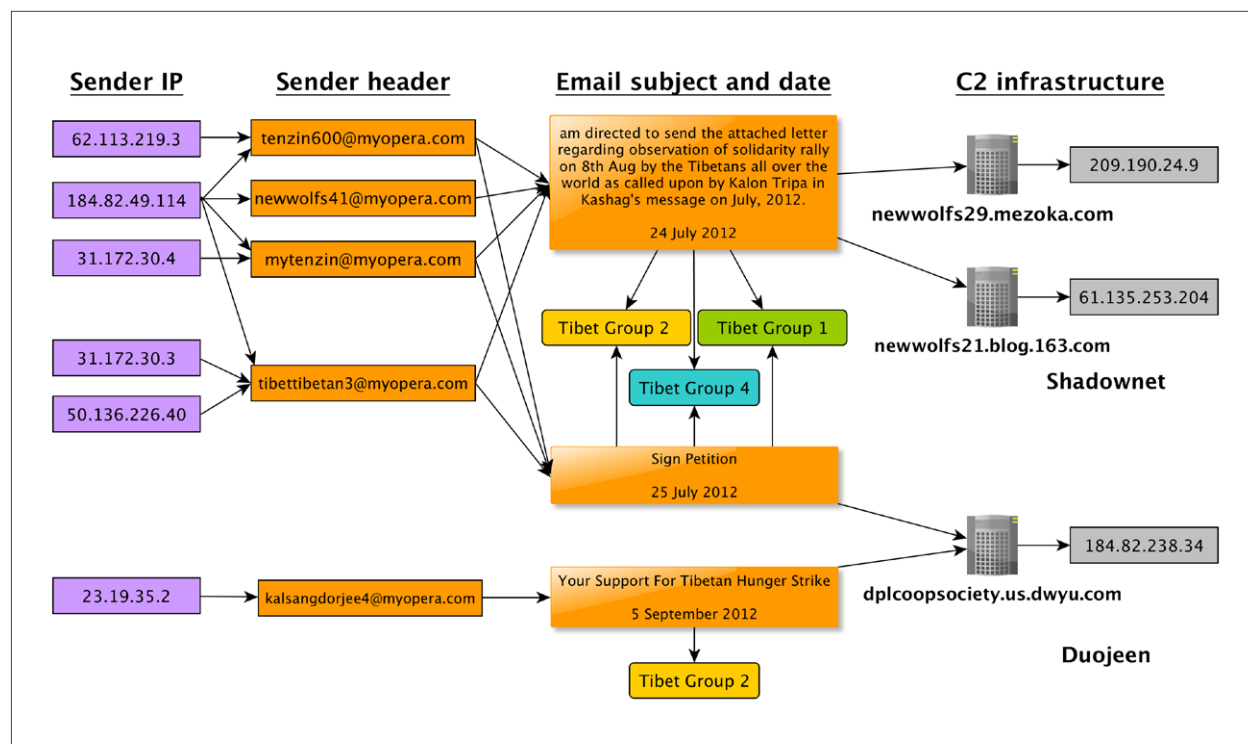 Sender IP
Sender header
Email subject and date
C2 infrastructure
62.113.219.3
184.82.49.114
31.172.30.4
31.172.30.3
50.136.226.40
23.19.35.2
tenzin600@myopera.com
newwolfs41@myopera.com
mytenzin@myopera.com
tibettibetan3@myopera.com
kalsangdorjee4@myopera.com
am directed to send the attached letter
regarding observation of solidarity rally
on 8th Aug by the Tibetans all over the
world as called upon by Kalon Tripa in
Kashag's message on July, 2012.
24 July 2012
Tibet Group 2
Tibet Group 1
Tibet Group 4
Sign Petition
25 July 2012
Your Support For Tibetan Hunger Strike
5 September 2012
Tibet Group 2
209.190.24.9
newwolfs29.mezoka.com
61.135.253.204
newwolfs21.blog.163.com
Shadownet
184.82.238.34
dplcoopsociety.us.dwyu.com
Duojeen